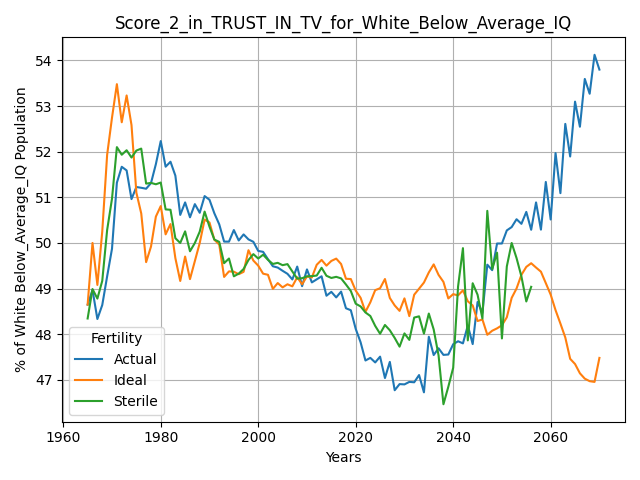 Score_2_in_TRUST_IN_TV_for_White_Below_Average_IQ
% of White Below_Average_IQ Population
54
53
52
51
50
49
48
47
Fertility
Actual
Ideal
Sterile
1960 1980 2000 2020 2040 2060
Years